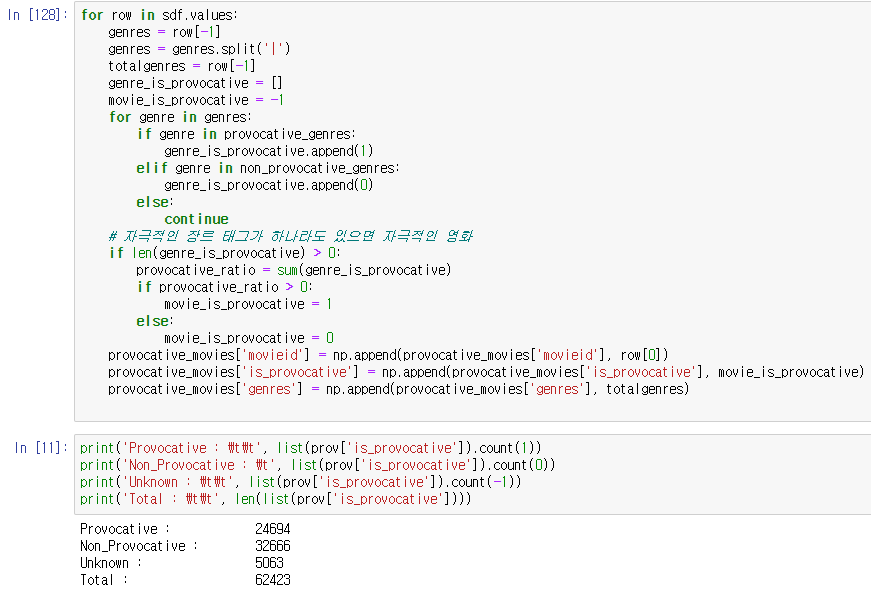 In [128]: for row in sdf.values:
    genres = row[-1]
    genres = genres.split('|')
    totalgenres = row[-1]
    genre_is_provocative = []
    movie_is_provocative = -1
    for genre in genres:
        if genre in provocative_genres:
            genre_is_provocative.append(1)
        elif genre in non_provocative_genres:
            genre_is_provocative.append(0)
        else:
            continue
    # 자극적인 장르 태그가 하나라도 있으면 자극적인 영화
    if len(genre_is_provocative) > 0:
        provocative_ratio = sum(genre_is_provocative)
        if provocative_ratio > 0:
            movie_is_provocative = 1
        else:
            movie_is_provocative = 0
    provocative_movies['movieid'] = np.append(provocative_movies['movieid'], row[0])
    provocative_movies['is_provocative'] = np.append(provocative_movies['is_provocative'], movie_is_provocative)
    provocative_movies['genres'] = np.append(provocative_movies['genres'], totalgenres)
In [11]: print('Provocative : ₩t₩t', list(prov['is_provocative']).count(1))
print('Non_Provocative : ₩t', list(prov['is_provocative']).count(0))
print('Unknown : ₩t₩t', list(prov['is_provocative']).count(-1))
print('Total : ₩t₩t', len(list(prov['is_provocative'])))
Provocative : 24694
Non_Provocative : 32666
Unknown : 5063
Total : 62423